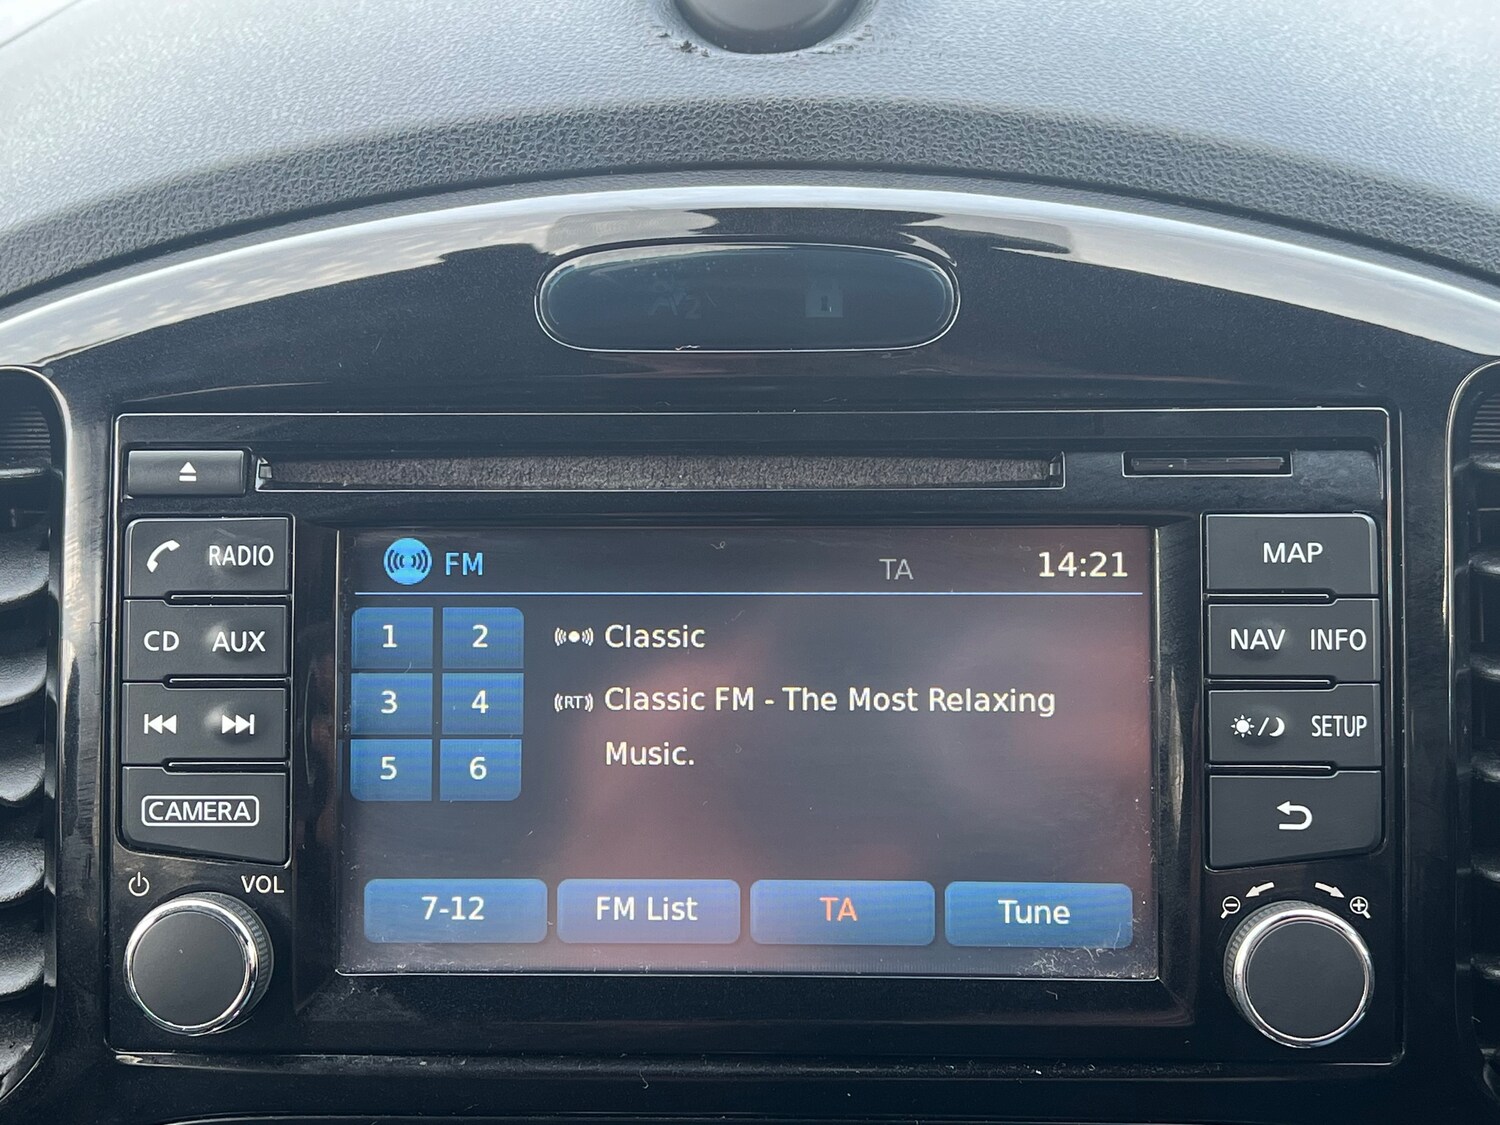 RADIO
CD AUX
CAMERA
VOL
FM TA 14:21
1 2
3 4
5 6
Classic
RT Classic FM - The Most Relaxing
Music.
7-12 FM List TA Tune
MAP
NAV INFO
SETUP